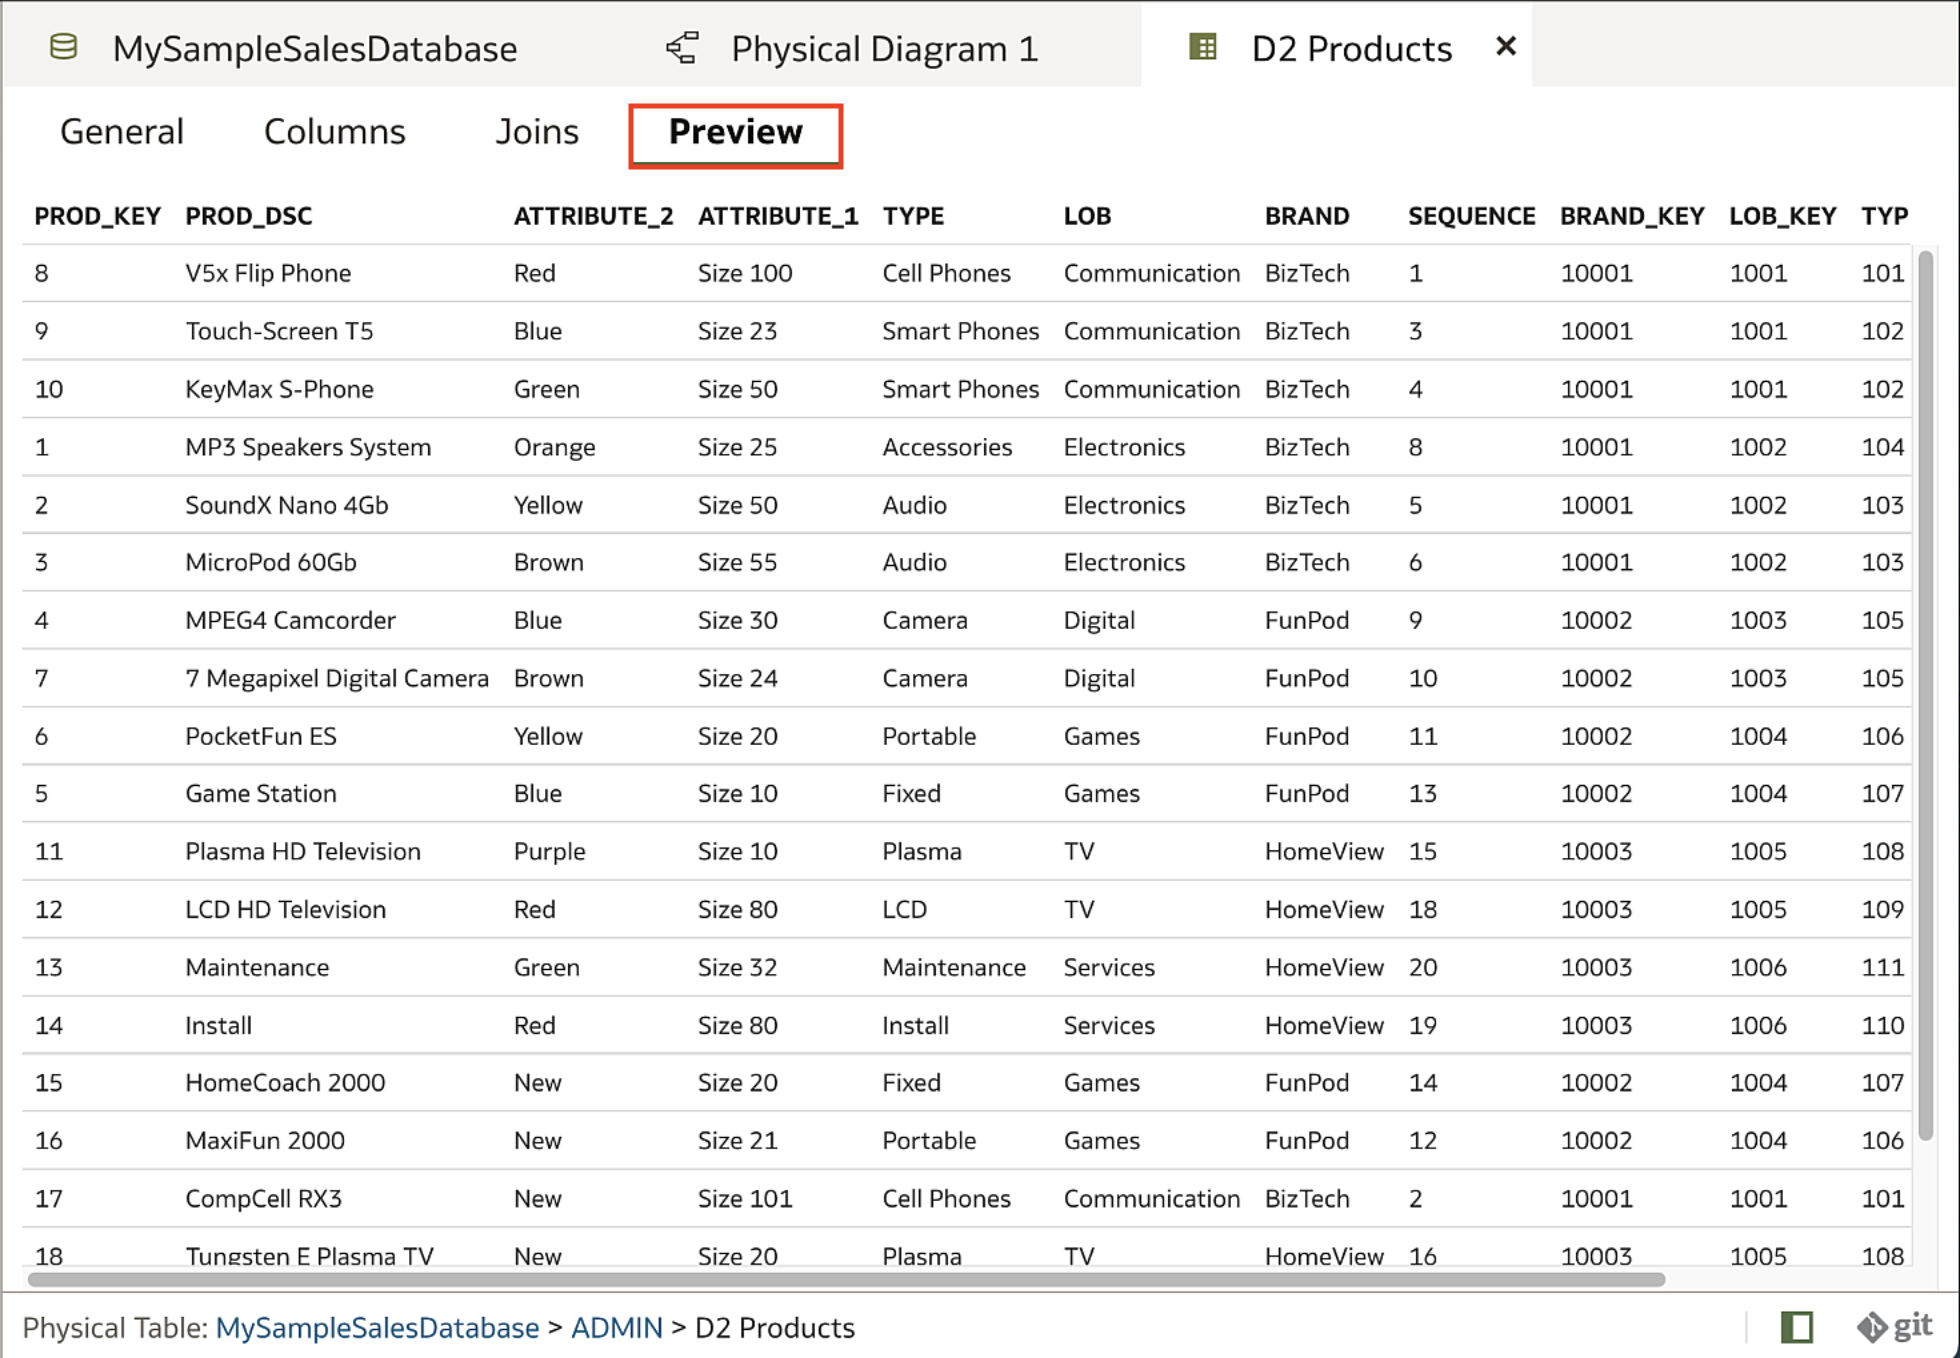 MySampleSalesDatabase Physical Diagram 1 D2 Products ×
General Columns Joins Preview
PROD_KEY PROD_DSC ATTRIBUTE_2 ATTRIBUTE_1 TYPE LOB BRAND SEQUENCE BRAND_KEY LOB_KEY TYP
8 V5x Flip Phone Red Size 100 Cell Phones Communication BizTech 1 10001 1001 101
9 Touch-Screen T5 Blue Size 23 Smart Phones Communication BizTech 3 10001 1001 102
10 KeyMax S-Phone Green Size 50 Smart Phones Communication BizTech 4 10001 1001 102
1 MP3 Speakers System Orange Size 25 Accessories Electronics BizTech 8 10001 1002 104
2 SoundX Nano 4Gb Yellow Size 50 Audio Electronics BizTech 5 10001 1002 103
3 MicroPod 60Gb Brown Size 55 Audio Electronics BizTech 6 10001 1002 103
4 MPEG4 Camcorder Blue Size 30 Camera Digital FunPod 9 10002 1003 105
7 7 Megapixel Digital Camera Brown Size 24 Camera Digital FunPod 10 10002 1003 105
6 PocketFun ES Yellow Size 20 Portable Games FunPod 11 10002 1004 106
5 Game Station Blue Size 10 Fixed Games FunPod 13 10002 1004 107
11 Plasma HD Television Purple Size 10 Plasma TV HomeView 15 10003 1005 108
12 LCD HD Television Red Size 80 LCD TV HomeView 18 10003 1005 109
13 Maintenance Green Size 32 Maintenance Services HomeView 20 10003 1006 111
14 Install Red Size 80 Install Services HomeView 19 10003 1006 110
15 HomeCoach 2000 New Size 20 Fixed Games FunPod 14 10002 1004 107
16 MaxiFun 2000 New Size 21 Portable Games FunPod 12 10002 1004 106
17 CompCell RX3 New Size 101 Cell Phones Communication BizTech 2 10001 1001 101
18 Tungsten E Plasma TV New Size 20 Plasma TV HomeView 16 10003 1005 108
Physical Table: MySampleSalesDatabase > ADMIN > D2 Products git